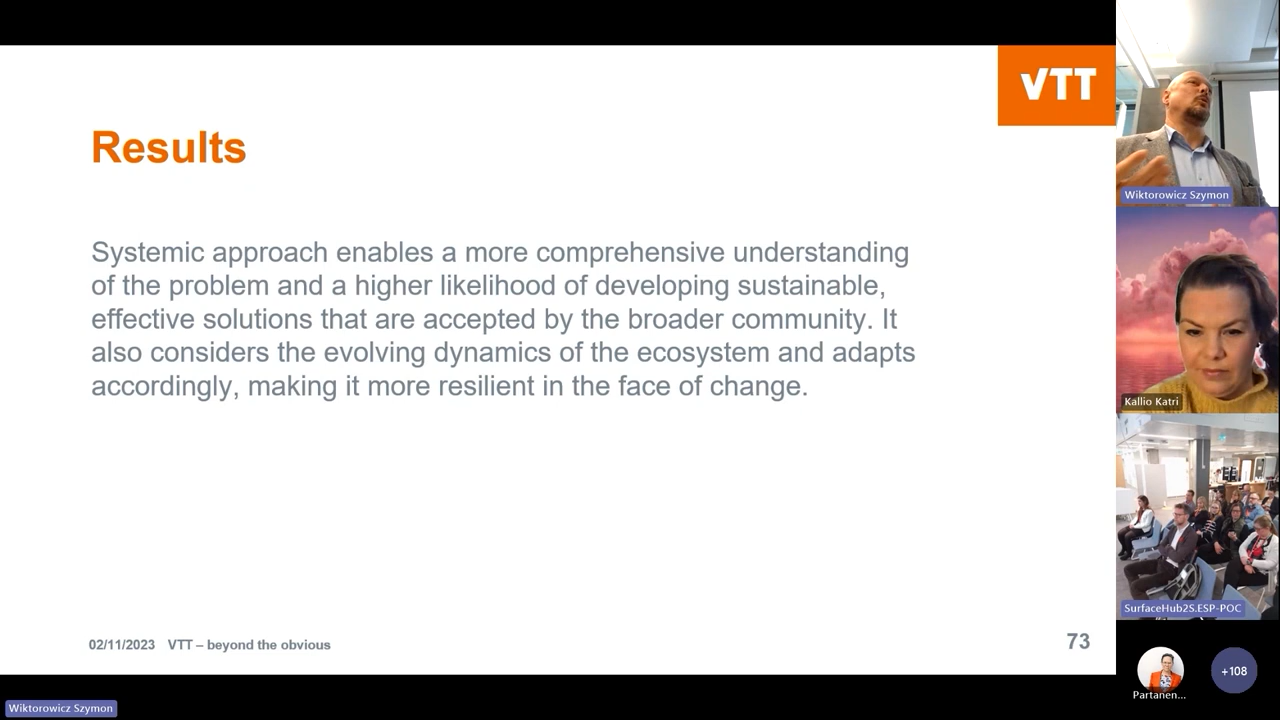 VTT
Results
Systemic approach enables a more comprehensive understanding
of the problem and a higher likelihood of developing sustainable,
effective solutions that are accepted by the broader community. It
also considers the evolving dynamics of the ecosystem and adapts
accordingly, making it more resilient in the face of change.
02/11/2023 VTT – beyond the obvious
73
Wiktorowicz Szymon
Kallio Katri
SurfaceHub2S.ESP-POC
Partanen...
+108
Wiktorowicz Szymon